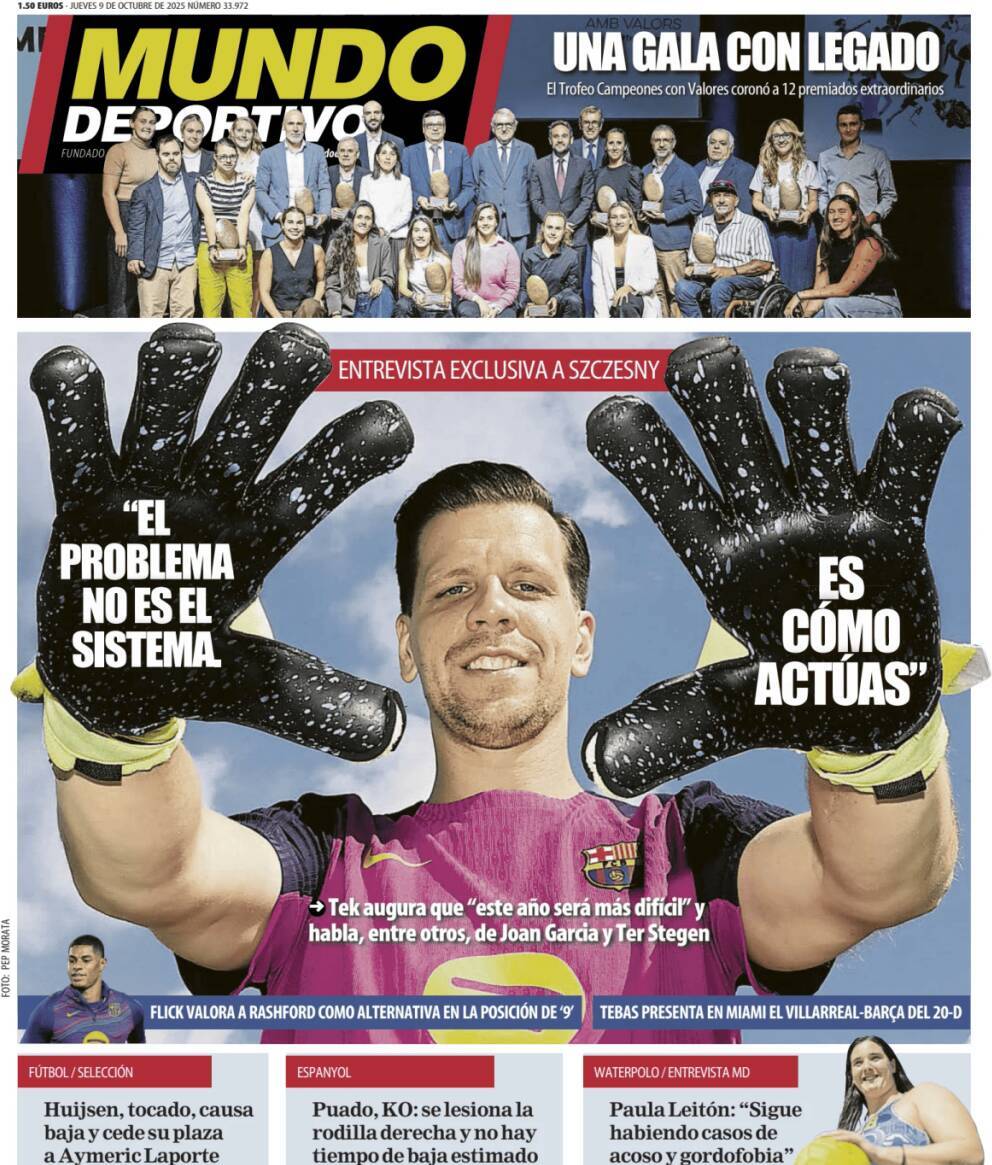 1.50 EUROS · JUEVES 9 DE OCTUBRE DE 2025 NÚMERO 33.972
AMB VALORS
MUNDO
DEPORTIVO
FUNDADO
UNA GALA CON LEGADO
El Trofeo Campeones con Valores coronó a 12 premiados extraordinarios
ENTREVISTA EXCLUSIVA A SZCZESNY
“EL
PROBLEMA
NO ES EL
SISTEMA.
ES
CÓMO
ACTÚAS”
FCB
➔ Tek augura que “este año será más difícil” y
habla, entre otros, de Joan Garcia y Ter Stegen
FOTO: PEP MORATA
FLICK VALORA A RASHFORD COMO ALTERNATIVA EN LA POSICIÓN DE ‘9’
TEBAS PRESENTA EN MIAMI EL VILLARREAL-BARÇA DEL 20-D
FÚTBOL / SELECCIÓN
Huijsen, tocado, causa
baja y cede su plaza
a Aymeric Laporte
ESPANYOL
Puado, KO: se lesiona la
rodilla derecha y no hay
tiempo de baja estimado
WATERPOLO / ENTREVISTA MD
Paula Leitón: “Sigue
habiendo casos de
acoso y gordofobia”